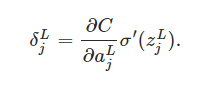 δ_j^L = ∂C/∂a_j^L σ′(z_j^L).